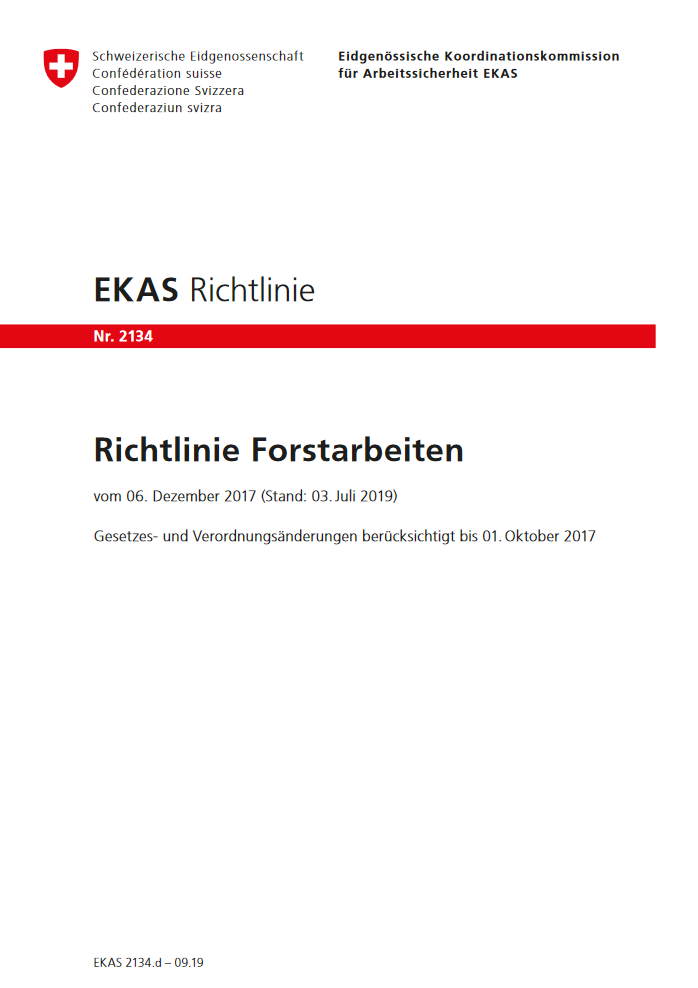 Schweizerische Eidgenossenschaft
Confédération suisse
Confederazione Svizzera
Confederaziun svizra
Eidgenössische Koordinationskommission
für Arbeitssicherheit EKAS
EKAS Richtlinie
Nr. 2134
Richtlinie Forstarbeiten
vom 06. Dezember 2017 (Stand: 03. Juli 2019)
Gesetzes- und Verordnungsänderungen berücksichtigt bis 01. Oktober 2017
EKAS 2134.d – 09.19